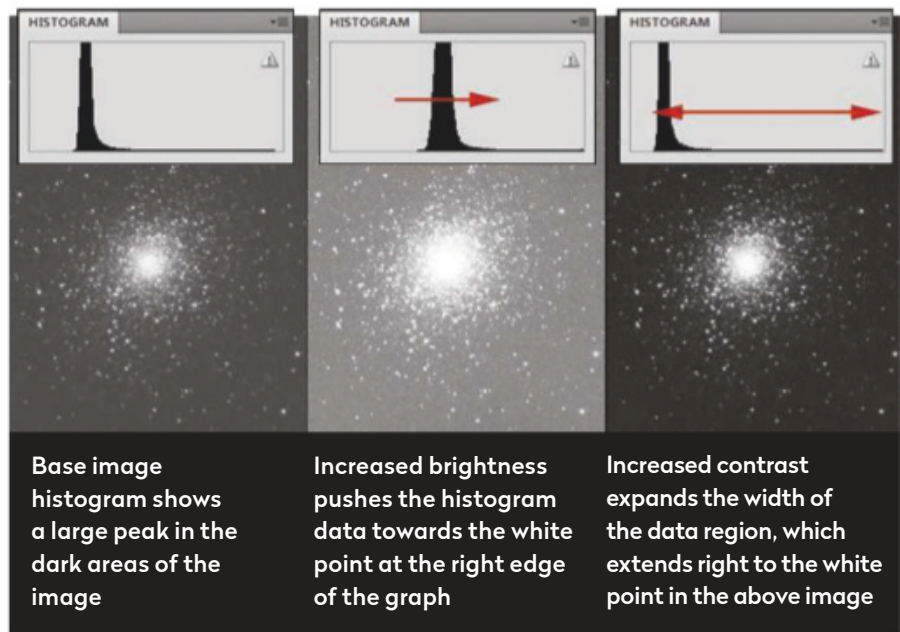 HISTOGRAM
HISTOGRAM
HISTOGRAM
Base image
histogram shows
a large peak in the
dark areas of the
image
Increased brightness
pushes the histogram
data towards the white
point at the right edge
of the graph
Increased contrast
expands the width of
the data region, which
extends right to the white
point in the above image